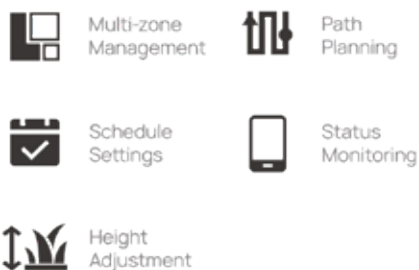 Multi-zone
Management
Path
Planning
Schedule
Settings
Status
Monitoring
Height
Adjustment